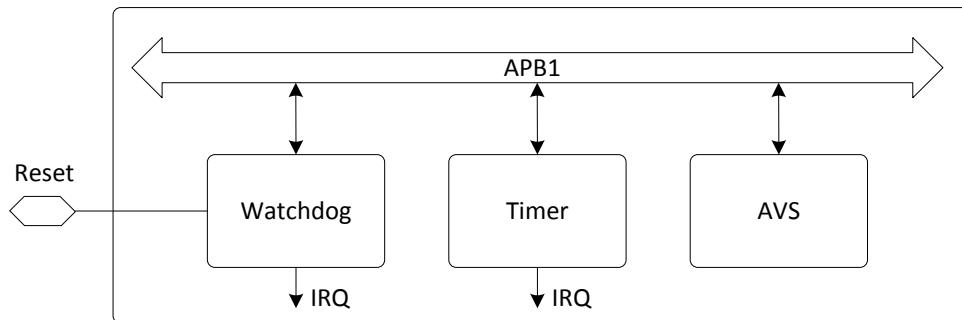 APB1
Reset
Watchdog
Timer
AVS
IRQ
IRQ